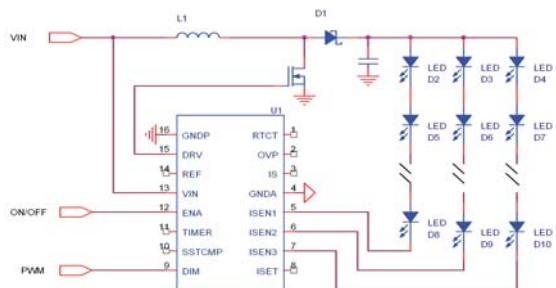 L1
D1
VIN
LED
D2
LED
D3
LED
D4
LED
D5
LED
D6
LED
D7
LED
D8
LED
D9
LED
D10
U1
16 GNDP RTCT 1
15 DRV OVP 2
14 REF IS 3
13 VIN GNDA 4
12 ENA ISEN1 5
11 TIMER ISEN2 6
10 SSTCMP ISEN3 7
9 DIM ISET 8
ON/OFF
PWM